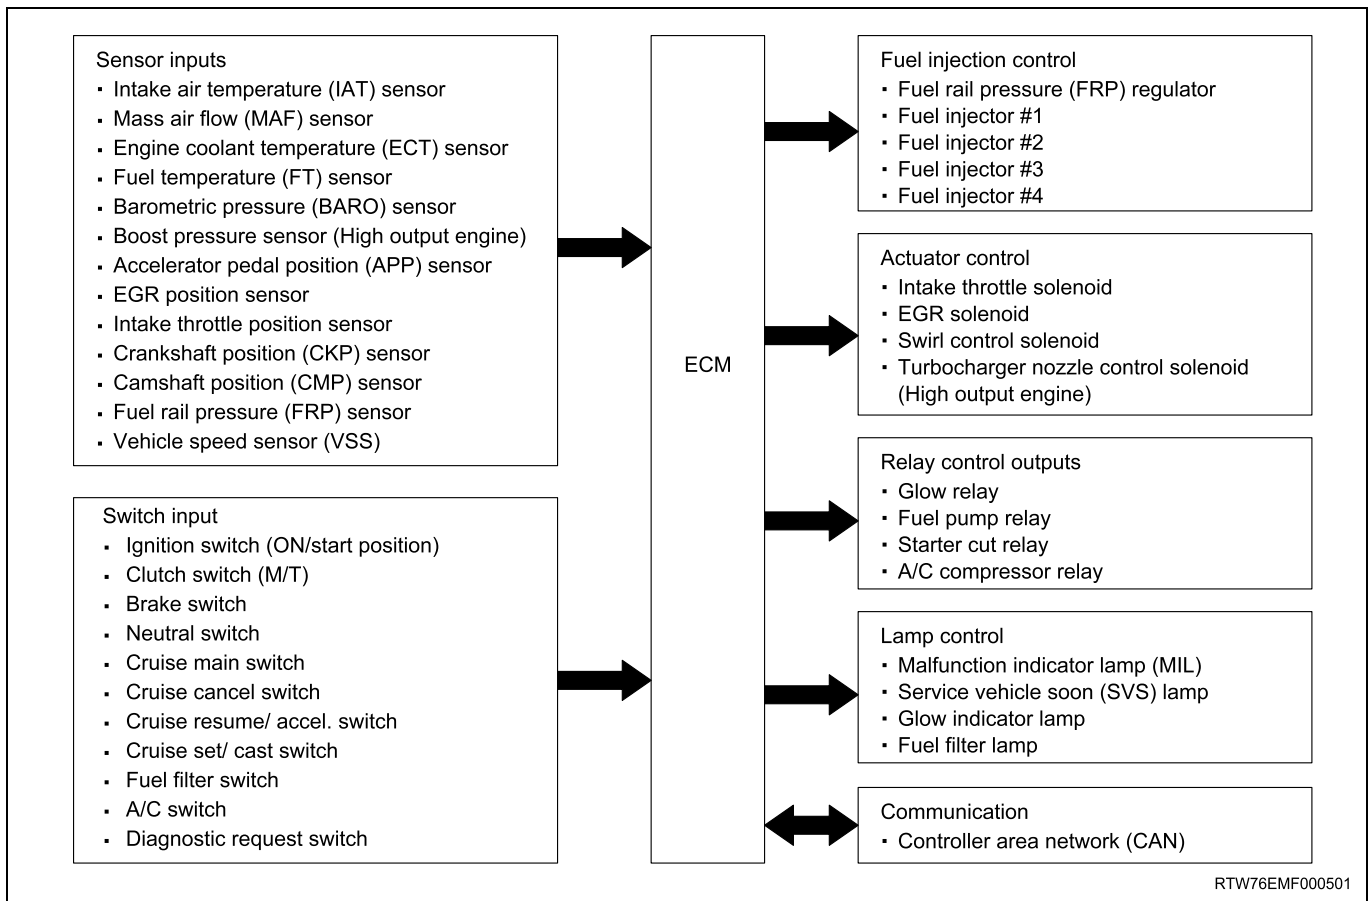 Sensor inputs
· Intake air temperature (IAT) sensor
· Mass air flow (MAF) sensor
· Engine coolant temperature (ECT) sensor
· Fuel temperature (FT) sensor
· Barometric pressure (BARO) sensor
· Boost pressure sensor (High output engine)
· Accelerator pedal position (APP) sensor
· EGR position sensor
· Intake throttle position sensor
· Crankshaft position (CKP) sensor
· Camshaft position (CMP) sensor
· Fuel rail pressure (FRP) sensor
· Vehicle speed sensor (VSS)
Switch input
· Ignition switch (ON/start position)
· Clutch switch (M/T)
· Brake switch
· Neutral switch
· Cruise main switch
· Cruise cancel switch
· Cruise resume/ accel. switch
· Cruise set/ cast switch
· Fuel filter switch
· A/C switch
· Diagnostic request switch
ECM
Fuel injection control
· Fuel rail pressure (FRP) regulator
· Fuel injector #1
· Fuel injector #2
· Fuel injector #3
· Fuel injector #4
Actuator control
· Intake throttle solenoid
· EGR solenoid
· Swirl control solenoid
· Turbocharger nozzle control solenoid
(High output engine)
Relay control outputs
· Glow relay
· Fuel pump relay
· Starter cut relay
· A/C compressor relay
Lamp control
· Malfunction indicator lamp (MIL)
· Service vehicle soon (SVS) lamp
· Glow indicator lamp
· Fuel filter lamp
Communication
· Controller area network (CAN)
RTW76EMF000501